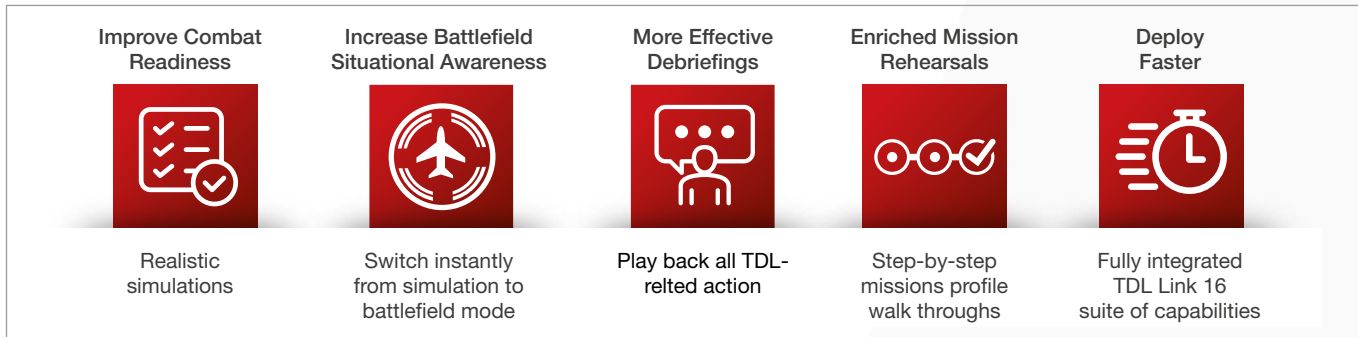 Improve Combat
Readiness
Increase Battlefield
Situational Awareness
More Effective
Debriefings
Enriched Mission
Rehearsals
Deploy
Faster
Realistic
simulations
Switch instantly
from simulation to
battlefield mode
Play back all TDL-
relted action
Step-by-step
missions profile
walk throughs
Fully integrated
TDL Link 16
suite of capabilities